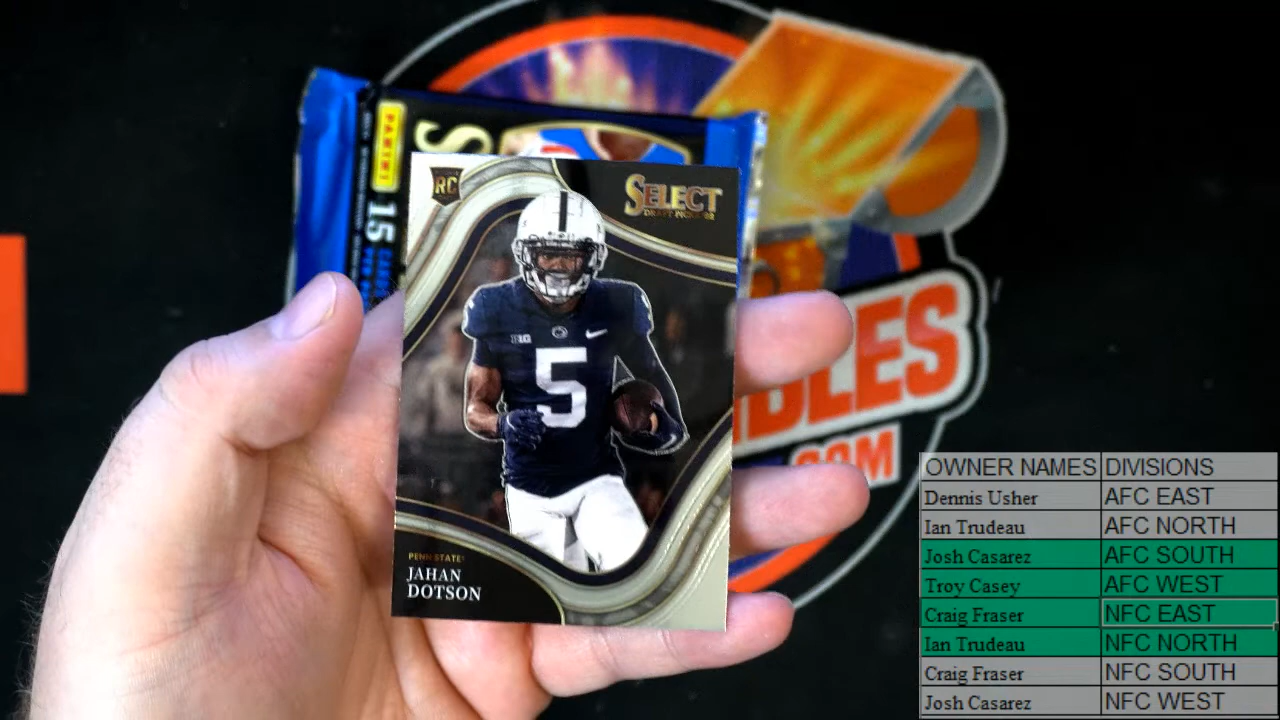 PANINI
15
S
RC
SELECT
DRAFT PICKS
B1G
5
PENN STATE®
JAHAN
DOTSON
DLES
.COM
OWNER NAMES DIVISIONS
Dennis Usher AFC EAST
Ian Trudeau AFC NORTH
Josh Casarez AFC SOUTH
Troy Casey AFC WEST
Craig Fraser NFC EAST
Ian Trudeau NFC NORTH
Craig Fraser NFC SOUTH
Josh Casarez NFC WEST